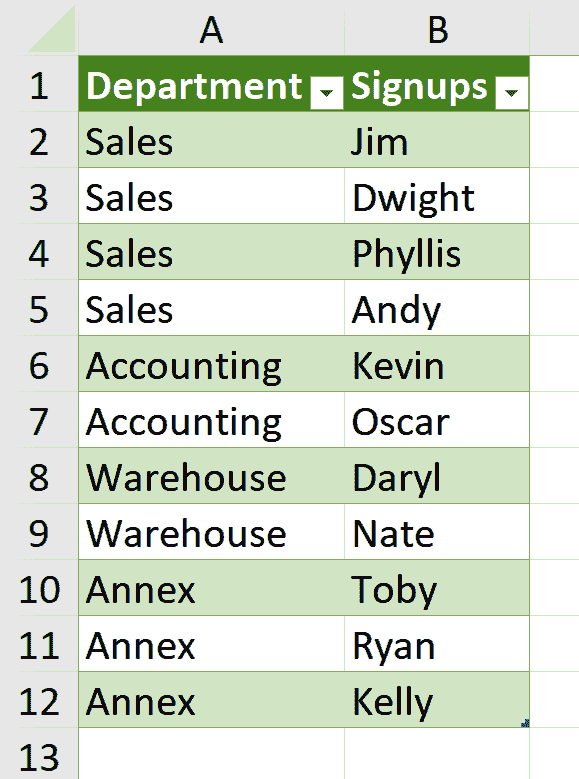 A B
1 Department Signups
2 Sales Jim
3 Sales Dwight
4 Sales Phyllis
5 Sales Andy
6 Accounting Kevin
7 Accounting Oscar
8 Warehouse Daryl
9 Warehouse Nate
10 Annex Toby
11 Annex Ryan
12 Annex Kelly
13